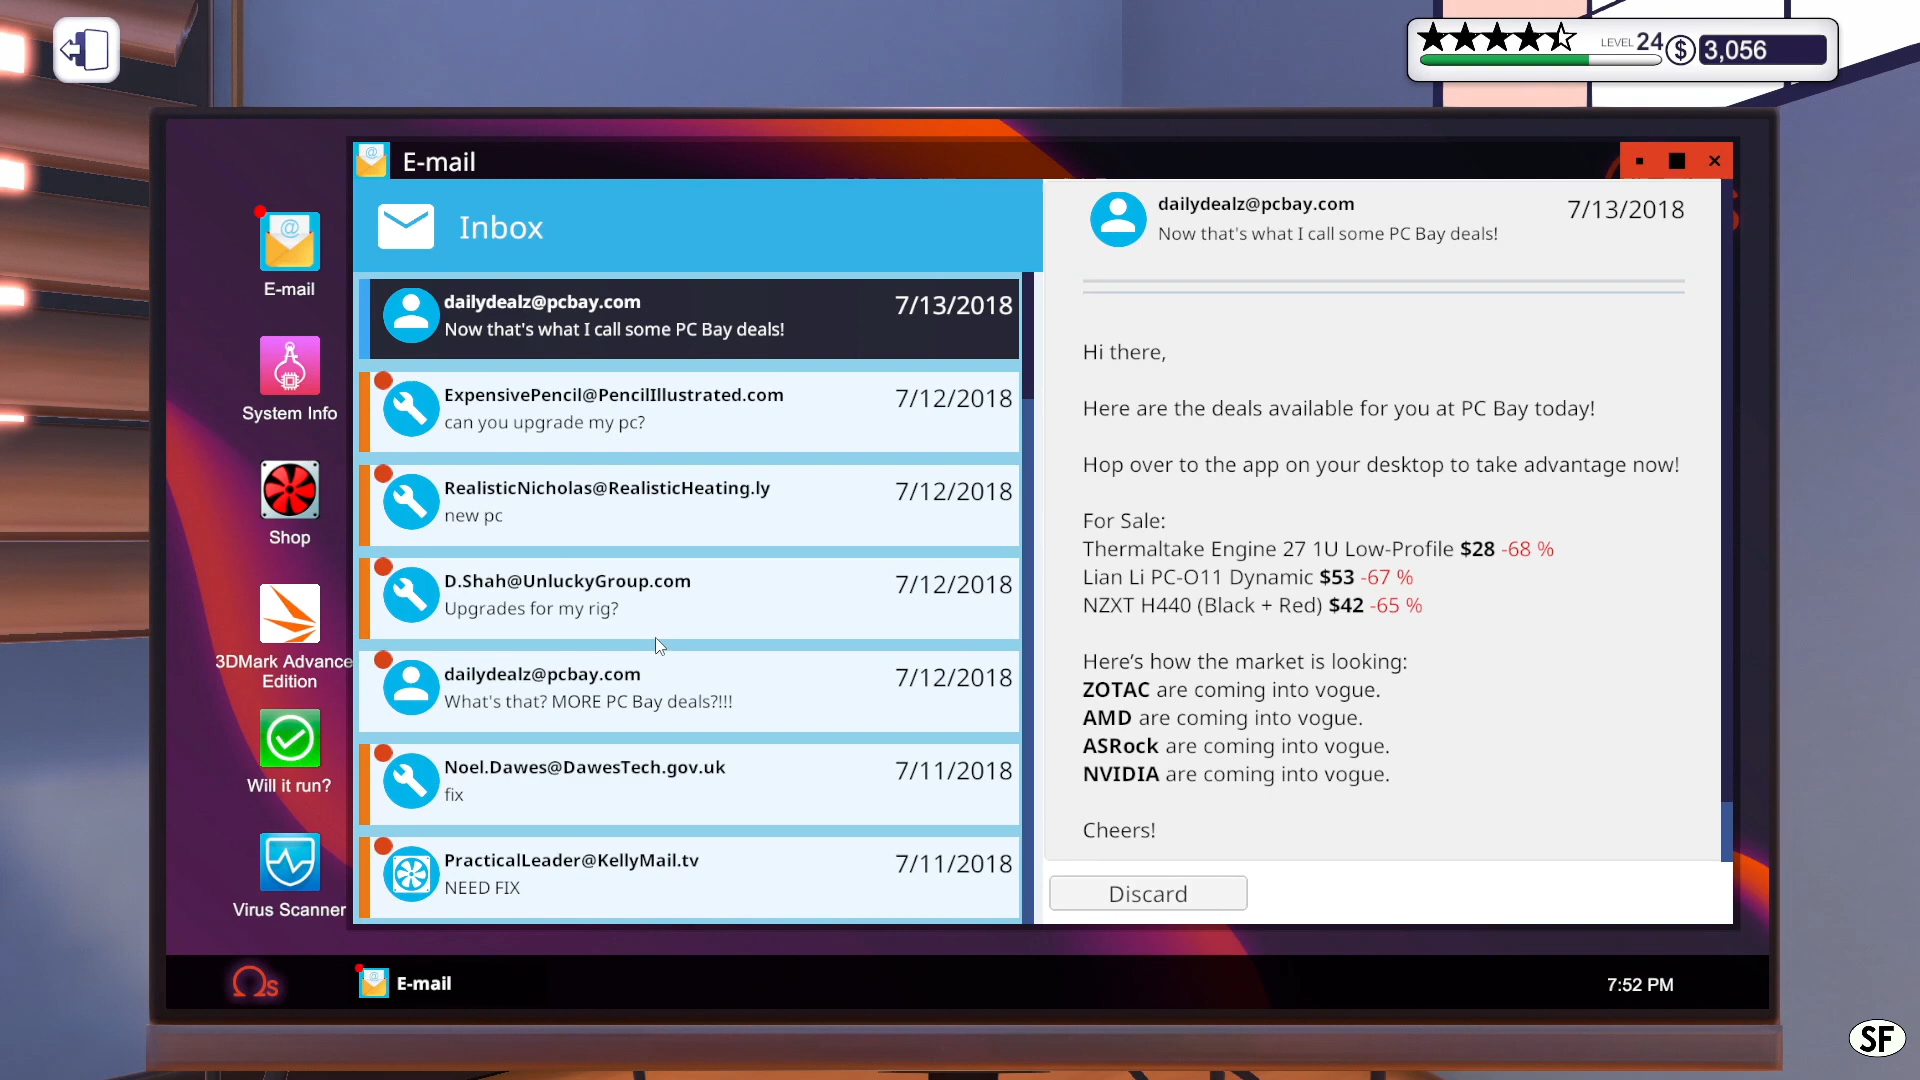 LEVEL 24
$ 3,056
E-mail
Inbox
dailydealz@pcbay.com
7/13/2018
Now that's what I call some PC Bay deals!
ExpensivePencil@PencilIllustrated.com
7/12/2018
can you upgrade my pc?
RealisticNicholas@RealisticHeating.ly
7/12/2018
new pc
D.Shah@UnluckyGroup.com
7/12/2018
Upgrades for my rig?
dailydealz@pcbay.com
7/12/2018
What's that? MORE PC Bay deals?!!!
Noel.Dawes@DawesTech.gov.uk
7/11/2018
fix
PracticalLeader@KellyMail.tv
7/11/2018
NEED FIX
dailydealz@pcbay.com
7/13/2018
Now that's what I call some PC Bay deals!
Hi there,
Here are the deals available for you at PC Bay today!
Hop over to the app on your desktop to take advantage now!
For Sale:
Thermaltake Engine 27 1U Low-Profile $28 -68 %
Lian Li PC-O11 Dynamic $53 -67 %
NZXT H440 (Black + Red) $42 -65 %
Here's how the market is looking:
ZOTAC are coming into vogue.
AMD are coming into vogue.
ASRock are coming into vogue.
NVIDIA are coming into vogue.
Cheers!
Discard
E-mail
System Info
Shop
3DMark Advance
Edition
Will it run?
Virus Scanner
Ωs
E-mail
7:52 PM
SF